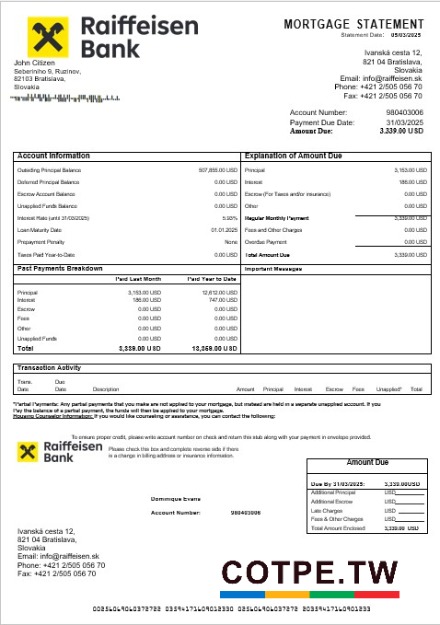 Raiffeisen
Bank
MORTGAGE STATEMENT
Statement Date: 05/03/2025
John Citizen
Seberiniho 9, Ruzinov,
82103 Bratislava,
Slovakia
Ivanská cesta 12,
821 04 Bratislava,
Slovakia
Email: info@raiffeisen.sk
Phone: +421 2/505 056 70
Fax: +421 2/505 056 70
Account Number: 980403006
Payment Due Date: 31/03/2025
Amount Due: 3,339.00 USD
Account Information
Outstanding Principal Balance 507,835.00 USD
Deferred Principal Balance 0.00 USD
Escrow Account Balance 0.00 USD
Unapplied Funds Balance 0.00 USD
Interest Rate (until 31/03/2025) 5.93%
Loan Maturity Date 01.01.2025
Prepayment Penalty None
Taxes Paid Year-to-Date 0.00 USD
Explanation of Amount Due
Principal 3,153.00 USD
Interest 186.00 USD
Escrow (For Taxes and/or insurance) 0.00 USD
Other 0.00 USD
Regular Monthly Payment 3,339.00 USD
Fees and Other Charges 0.00 USD
Overdue Payment 0.00 USD
Total Amount Due 3,339.00 USD
Past Payments Breakdown
Paid Last Month Paid Year to Date
Principal 3,153.00 USD 12,612.00 USD
Interest 186.00 USD 747.00 USD
Escrow 0.00 USD 0.00 USD
Fees 0.00 USD 0.00 USD
Other 0.00 USD 0.00 USD
Unapplied Funds 0.00 USD 0.00 USD
Total 3,339.00 USD 13,359.00 USD
Important Messages
Transaction Activity
Trans. Date Due Date Description Amount Principal Interest Escrow Fees Unapplied* Total
*Partial Payments: Any partial payments that you make are not applied to your mortgage, but instead are held in a separate unapplied account. If you
Pay the balance of a partial payment, the funds will then be applied to your mortgage.
Housing Counselor Information: If you would like counseling or assistance, you can contact the following:
To ensure proper credit, please write account number on check and return this slab along with your payment in envelope provided.
Raiffeisen
Bank
Please check this box and complete reverse side if there
is a change in billing address or insurance information.
Amount Due
Due By 31/03/2025: 3,339.00USD
Additional Principal USD
Additional Escrow USD
Late Charges USD
Fees & Other Charges USD
Total Amount Enclosed 3,339.00 USD
Dominique Evans
Account Number: 980403006
Ivanská cesta 12,
821 04 Bratislava,
Slovakia
Email: info@raiffeisen.sk
Phone: +421 2/505 056 70
Fax: +421 2/505 056 70
COTPE.TW